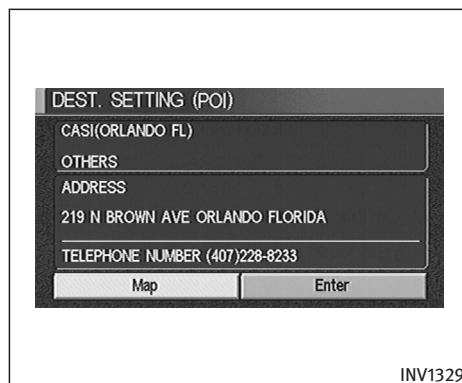 DEST. SETTING (POI)
CASI(ORLANDO FL)
OTHERS
ADDRESS
219 N BROWN AVE ORLANDO FLORIDA
TELEPHONE NUMBER (407)228-8233
Map Enter
INV1329